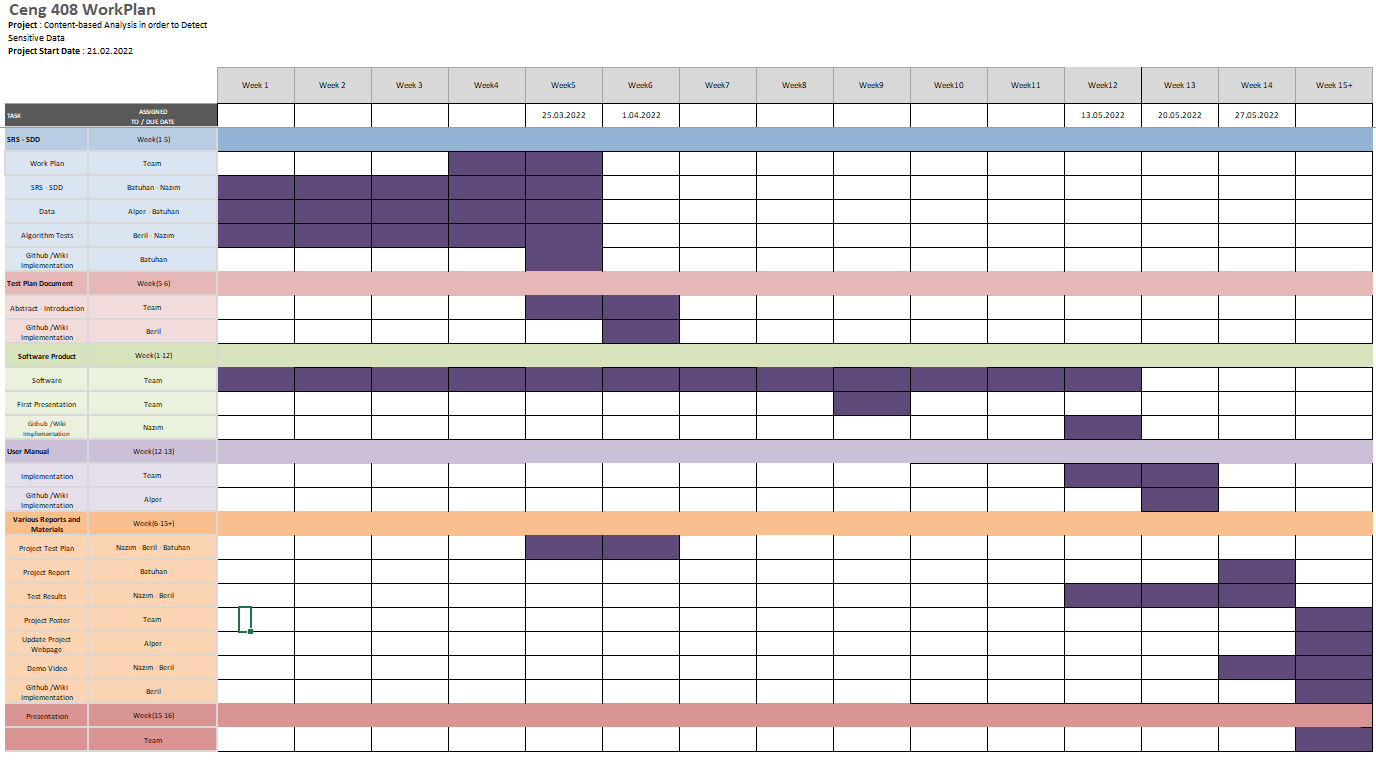 Ceng 408 WorkPlan
Project : Content-based Analysis in order to Detect
Sensitive Data
Project Start Date : 21.02.2022
Week 1 Week 2 Week 3 Week4 Week5 Week6 Week7 Week8 Week9 Week10 Week11 Week12 Week 13 Week 14 Week 15+
TASK ASSIGNED
TO / DUE DATE
25.03.2022 1.04.2022 13.05.2022 20.05.2022 27.05.2022
SRS - SDD Week(1-5)
Work Plan Team
SRS - SDD Batuhan - Nazım
Data Alper - Batuhan
Algorithm Tests Beril - Nazım
Github /Wiki
Implementation Batuhan
Test Plan Document Week(5-6)
Abstract - Introduction Team
Github /Wiki
Implementation Beril
Software Product Week(1-12)
Software Team
First Presentation Team
Github /Wiki
Implementation Nazım
User Manual Week(12-13)
Implementation Team
Github /Wiki
Implementation Alper
Various Reports and
Materials Week(6-15+)
Project Test Plan Nazım - Beril - Batuhan
Project Report Batuhan
Test Results Nazım - Beril
Project Poster Team
Update Project
Webpage Alper
Demo Video Nazım - Beril
Github /Wiki
Implementation Beril
Presentation Week(15-16)
Team